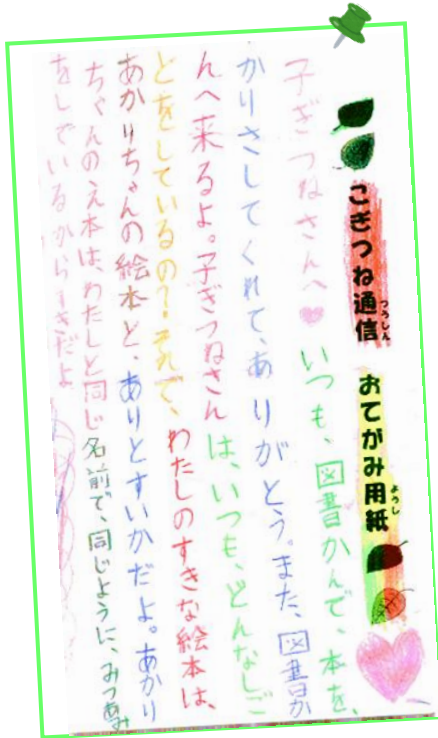 こぎつね通信 おてがみ用紙
つうしん
ようし
子ぎつねさんへ♥ いつも、図書かんで、本を、
かりさしてくれて、ありがとう。また、図書か
んへ来るよ。子ぎつねさんは、いつも、どんなしご
とをしているの？それで、わたしのすきな絵本は、
あかりちゃんの絵本と、ありとすいかだよ。あかり
ちゃんのえ本は、わたしと同じ名前で、同じように、みつあみ
をしているからすきだよ